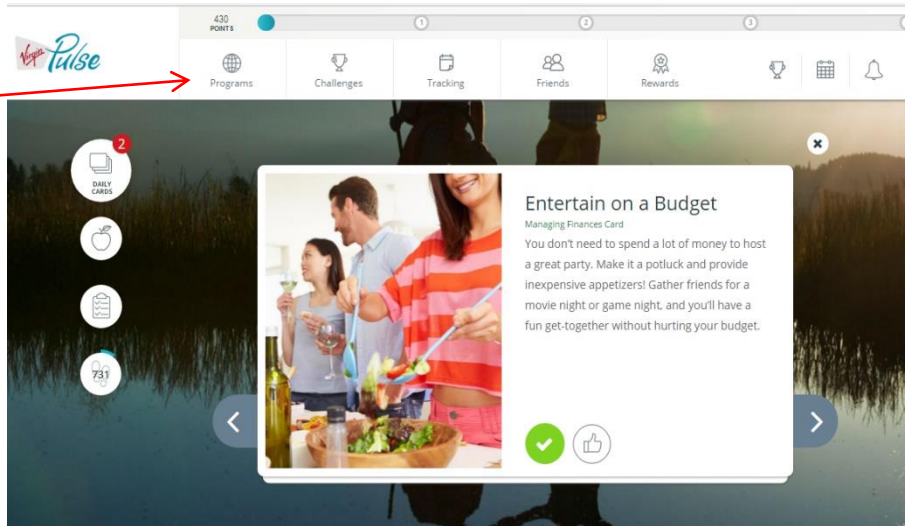 430
POINTS
1
2
3
Virgin Pulse
Programs
Challenges
Tracking
Friends
Rewards
2
DAILY
CARDS
731
Entertain on a Budget
Managing Finances Card
You don't need to spend a lot of money to host
a great party. Make it a potluck and provide
inexpensive appetizers! Gather friends for a
movie night or game night, and you'll have a
fun get-together without hurting your budget.